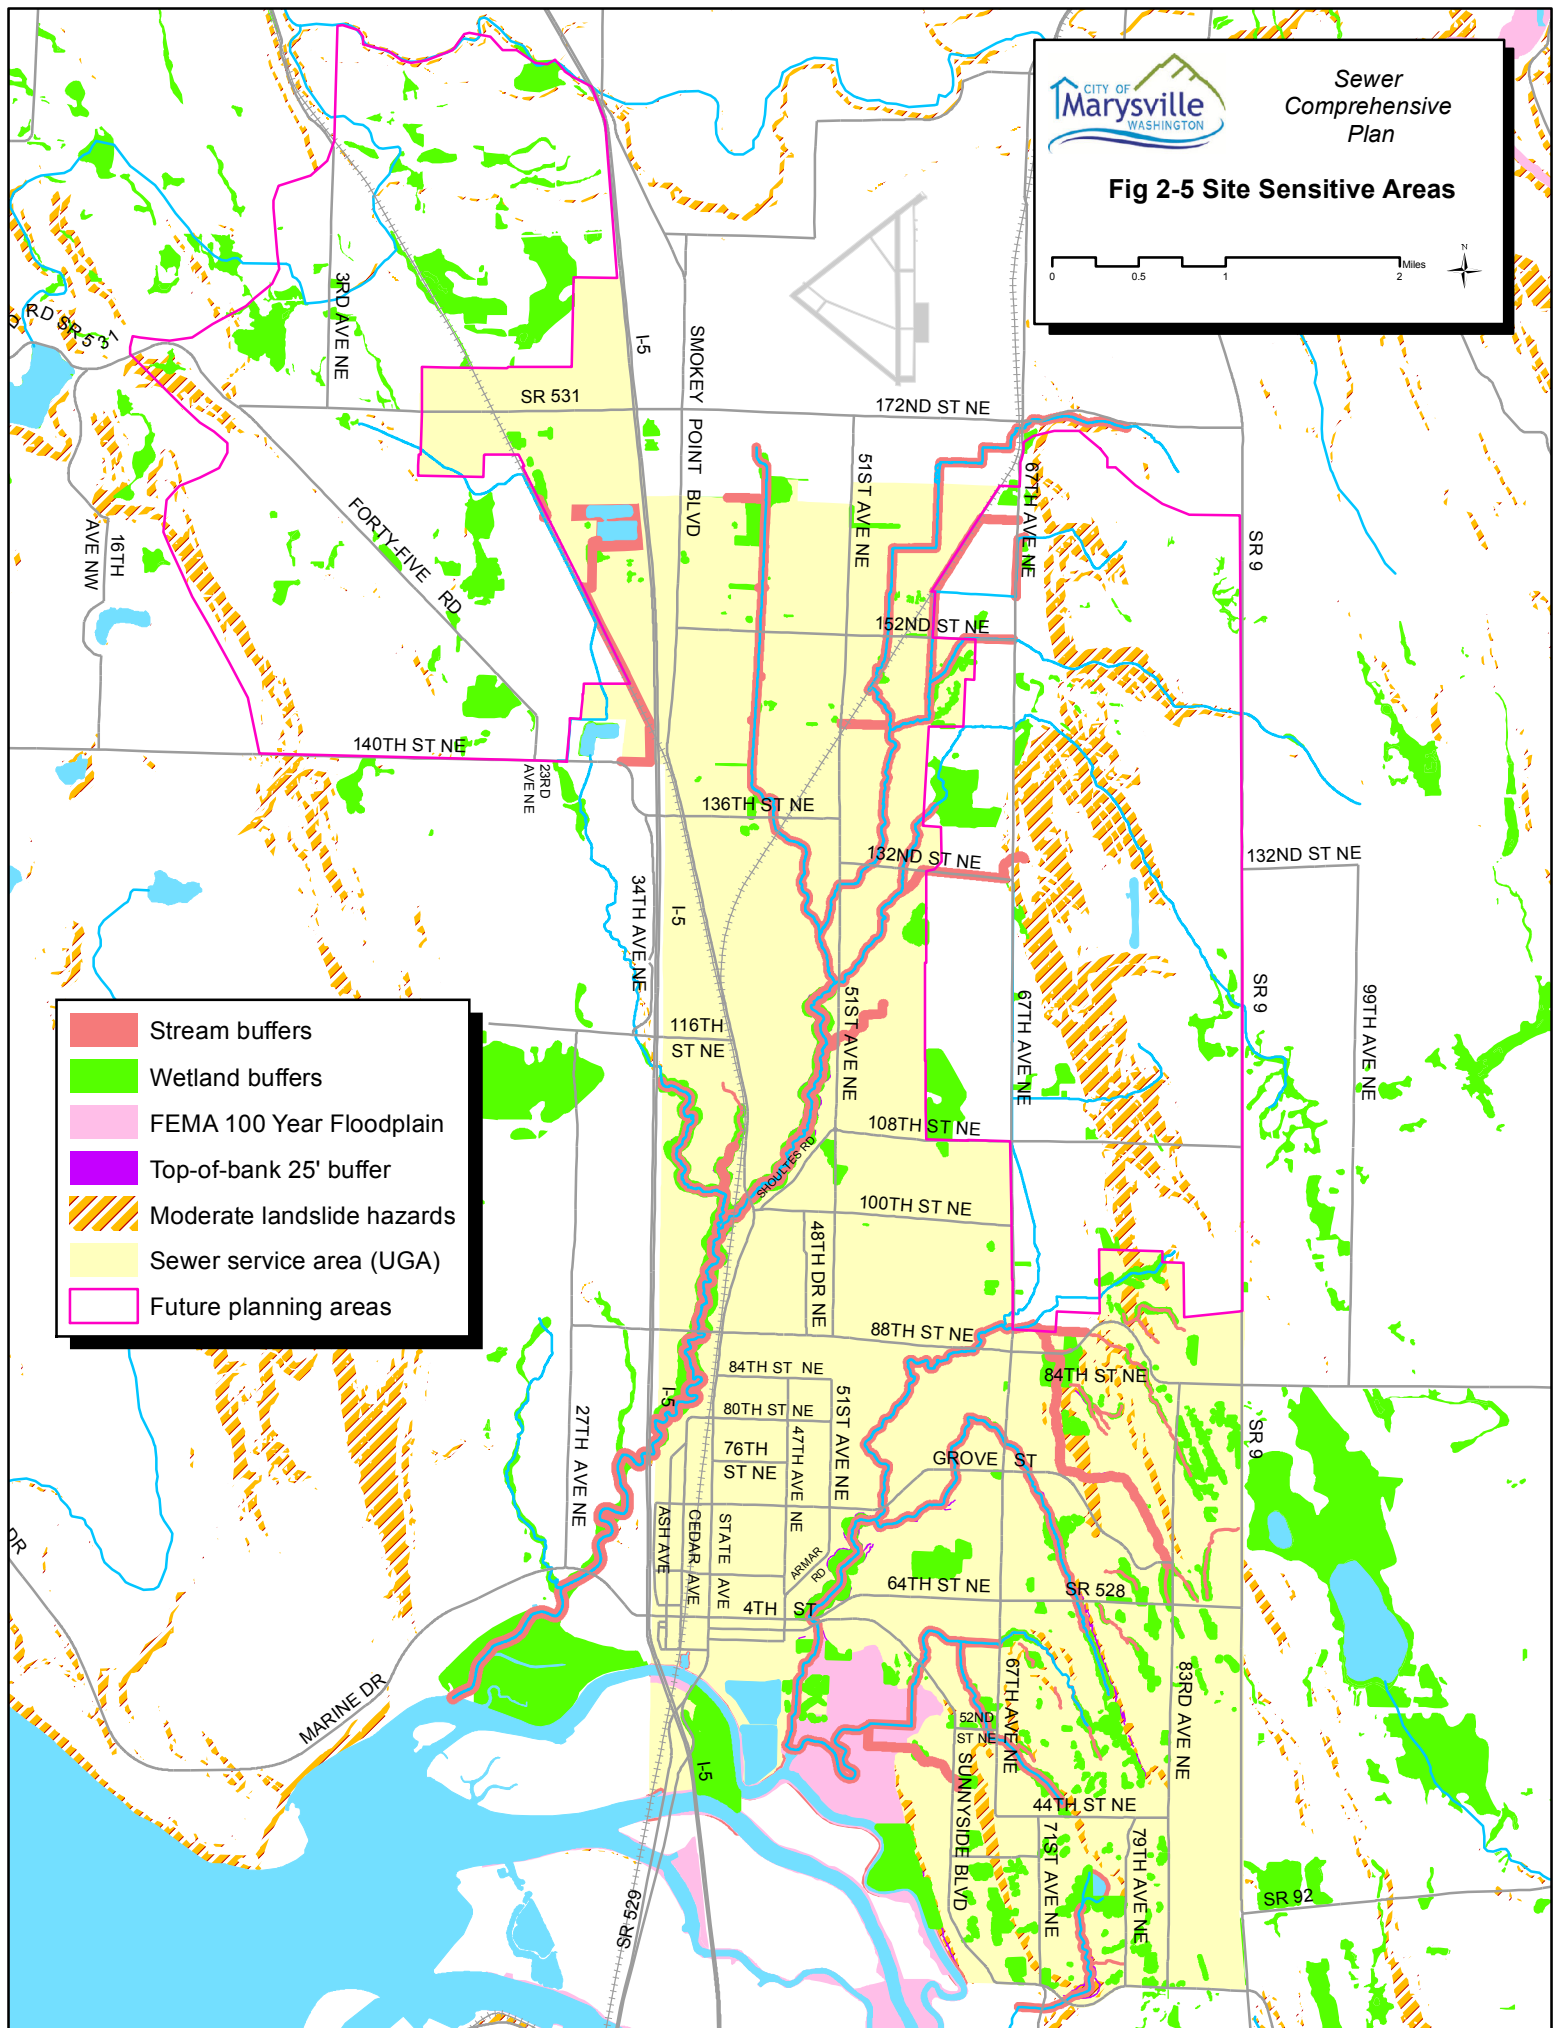 CITY OF
Marysville
WASHINGTON
Sewer
Comprehensive
Plan
Fig 2-5 Site Sensitive Areas
0
0.5
1
2
Miles
N
RD SR 531
3RD AVE NE
I-5
SMOKEY POINT BLVD
SR 531
172ND ST NE
51ST AVE NE
67TH AVE NE
SR 9
16TH
AVE NW
FORTY-FIVE RD
152ND ST NE
140TH ST NE
23RD
AVE NE
136TH ST NE
132ND ST NE
132ND ST NE
34TH AVE NE
I-5
51ST AVE NE
67TH AVE NE
SR 9
99TH AVE NE
116TH
ST NE
Stream buffers
Wetland buffers
FEMA 100 Year Floodplain
Top-of-bank 25' buffer
Moderate landslide hazards
Sewer service area (UGA)
Future planning areas
108TH ST NE
SHOULTES RD
100TH ST NE
48TH DR NE
88TH ST NE
84TH ST NE
84TH ST NE
I-5
80TH ST NE
51ST AVE NE
27TH AVE NE
76TH
ST NE
47TH AVE NE
GROVE ST
SR 9
ASH AVE
CEDAR AVE
STATE AVE
ARMAR
RD
DR
64TH ST NE
SR 528
4TH ST
MARINE DR
67TH AVE NE
83RD AVE NE
52ND
ST NE
I-5
SUNNYSIDE BLVD
44TH ST NE
71ST AVE NE
79TH AVE NE
SR 92
SR 529